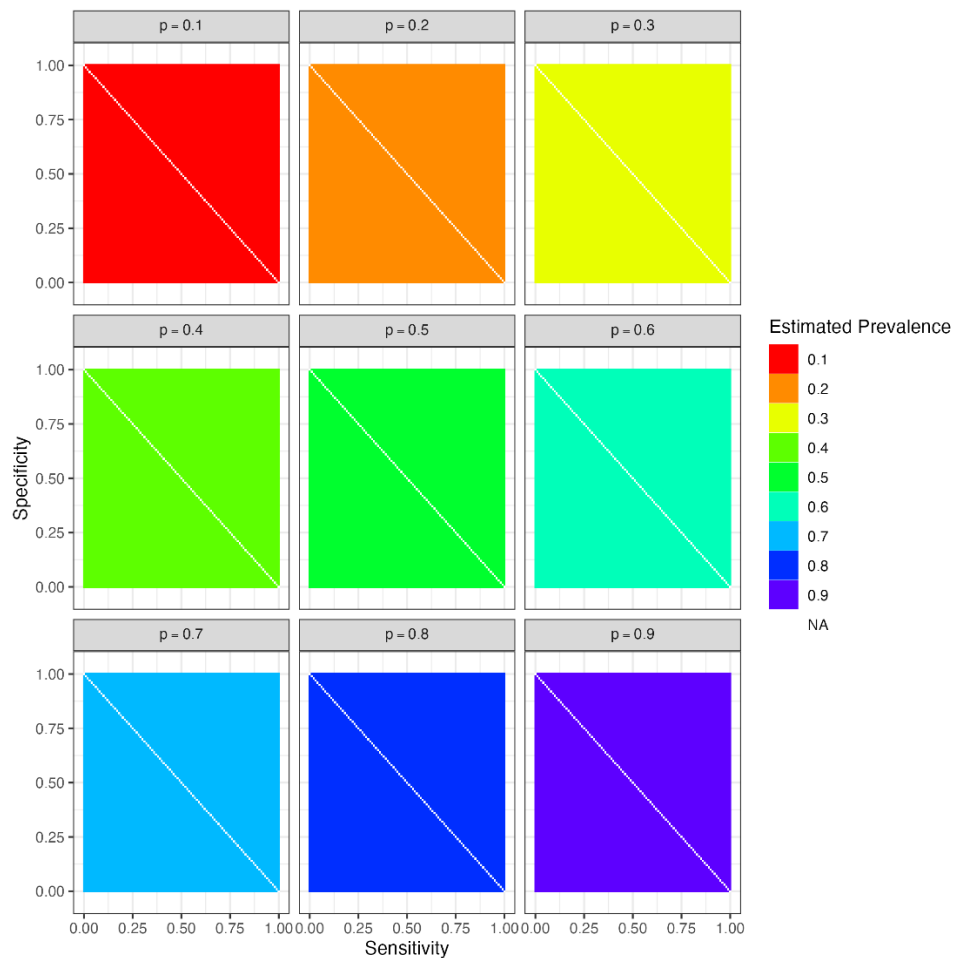 p = 0.1
p = 0.2
p = 0.3
1.00
0.75
0.50
0.25
0.00
p = 0.4
p = 0.5
p = 0.6
1.00
0.75
0.50
0.25
0.00
p = 0.7
p = 0.8
p = 0.9
1.00
0.75
0.50
0.25
0.00
0.00 0.25 0.50 0.75 1.00
0.00 0.25 0.50 0.75 1.00
0.00 0.25 0.50 0.75 1.00
Sensitivity
Specificity
Estimated Prevalence
0.1
0.2
0.3
0.4
0.5
0.6
0.7
0.8
0.9
NA